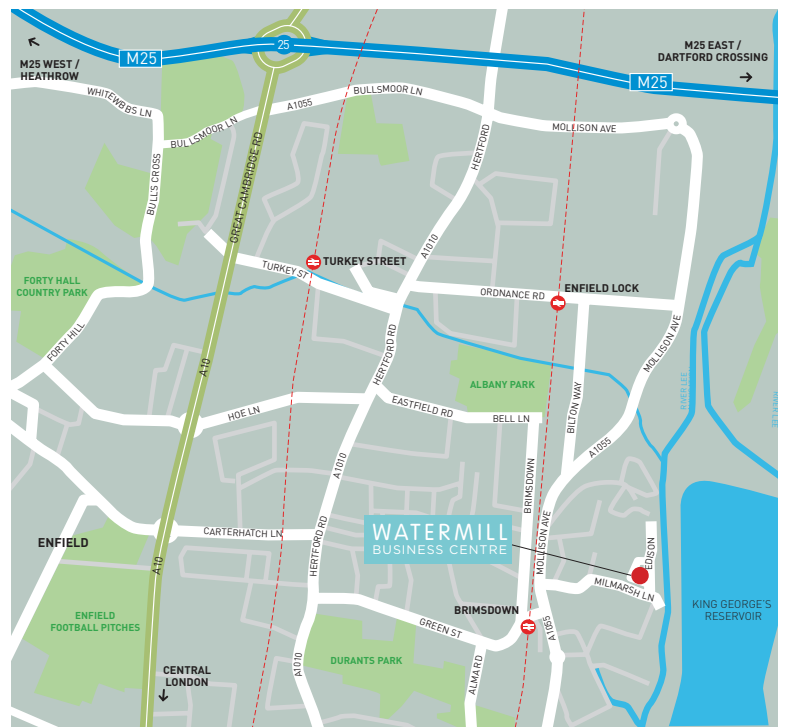 25
M25
M25 WEST /
HEATHROW
M25 EAST /
DARTFORD CROSSING
M25
WHITEWBBS LN
BULLSMOOR LN
A1055
BULLSMOOR LN
MOLLISON AVE
HERTFORD
BULL'S CROSS
GREAT CAMBRIDGE RD
A1010
TURKEY ST
TURKEY STREET
ORDNANCE RD
ENFIELD LOCK
FORTY HALL
COUNTRY PARK
FORTY HILL
A10
HERTFORD RD
MOLLISON AVE
RIVER LEE
RIVER LEE
ALBANY PARK
HOE LN
EASTFIELD RD
BELL LN
BILTON WAY
A1055
A1010
BRIMSDOWN
WATERMILL
BUSINESS CENTRE
MOLLISON AVE
EDISON
ENFIELD
CARTERHATCH LN
HERTFORD RD
A10
MILMARSH LN
KING GEORGE'S
RESERVOIR
ENFIELD
FOOTBALL PITCHES
BRIMSDOWN
GREEN ST
A1055
DURANTS PARK
A1010
ALMA RD
CENTRAL
LONDON